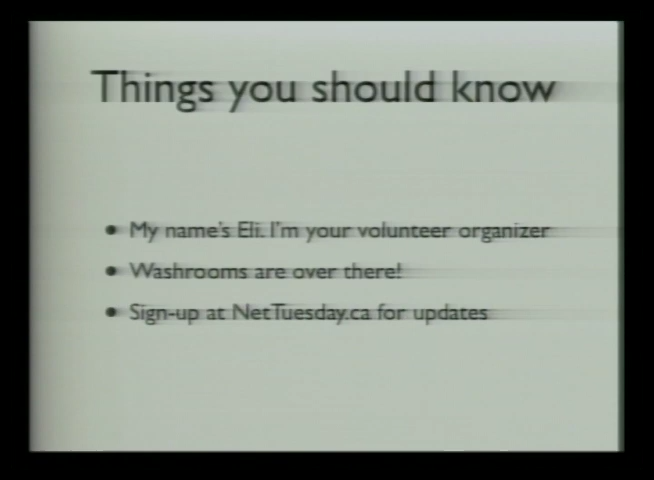 Things you should know
• My name's Eli. I'm your volunteer organizer
• Washrooms are over there!
• Sign-up at NetTuesday.ca for updates